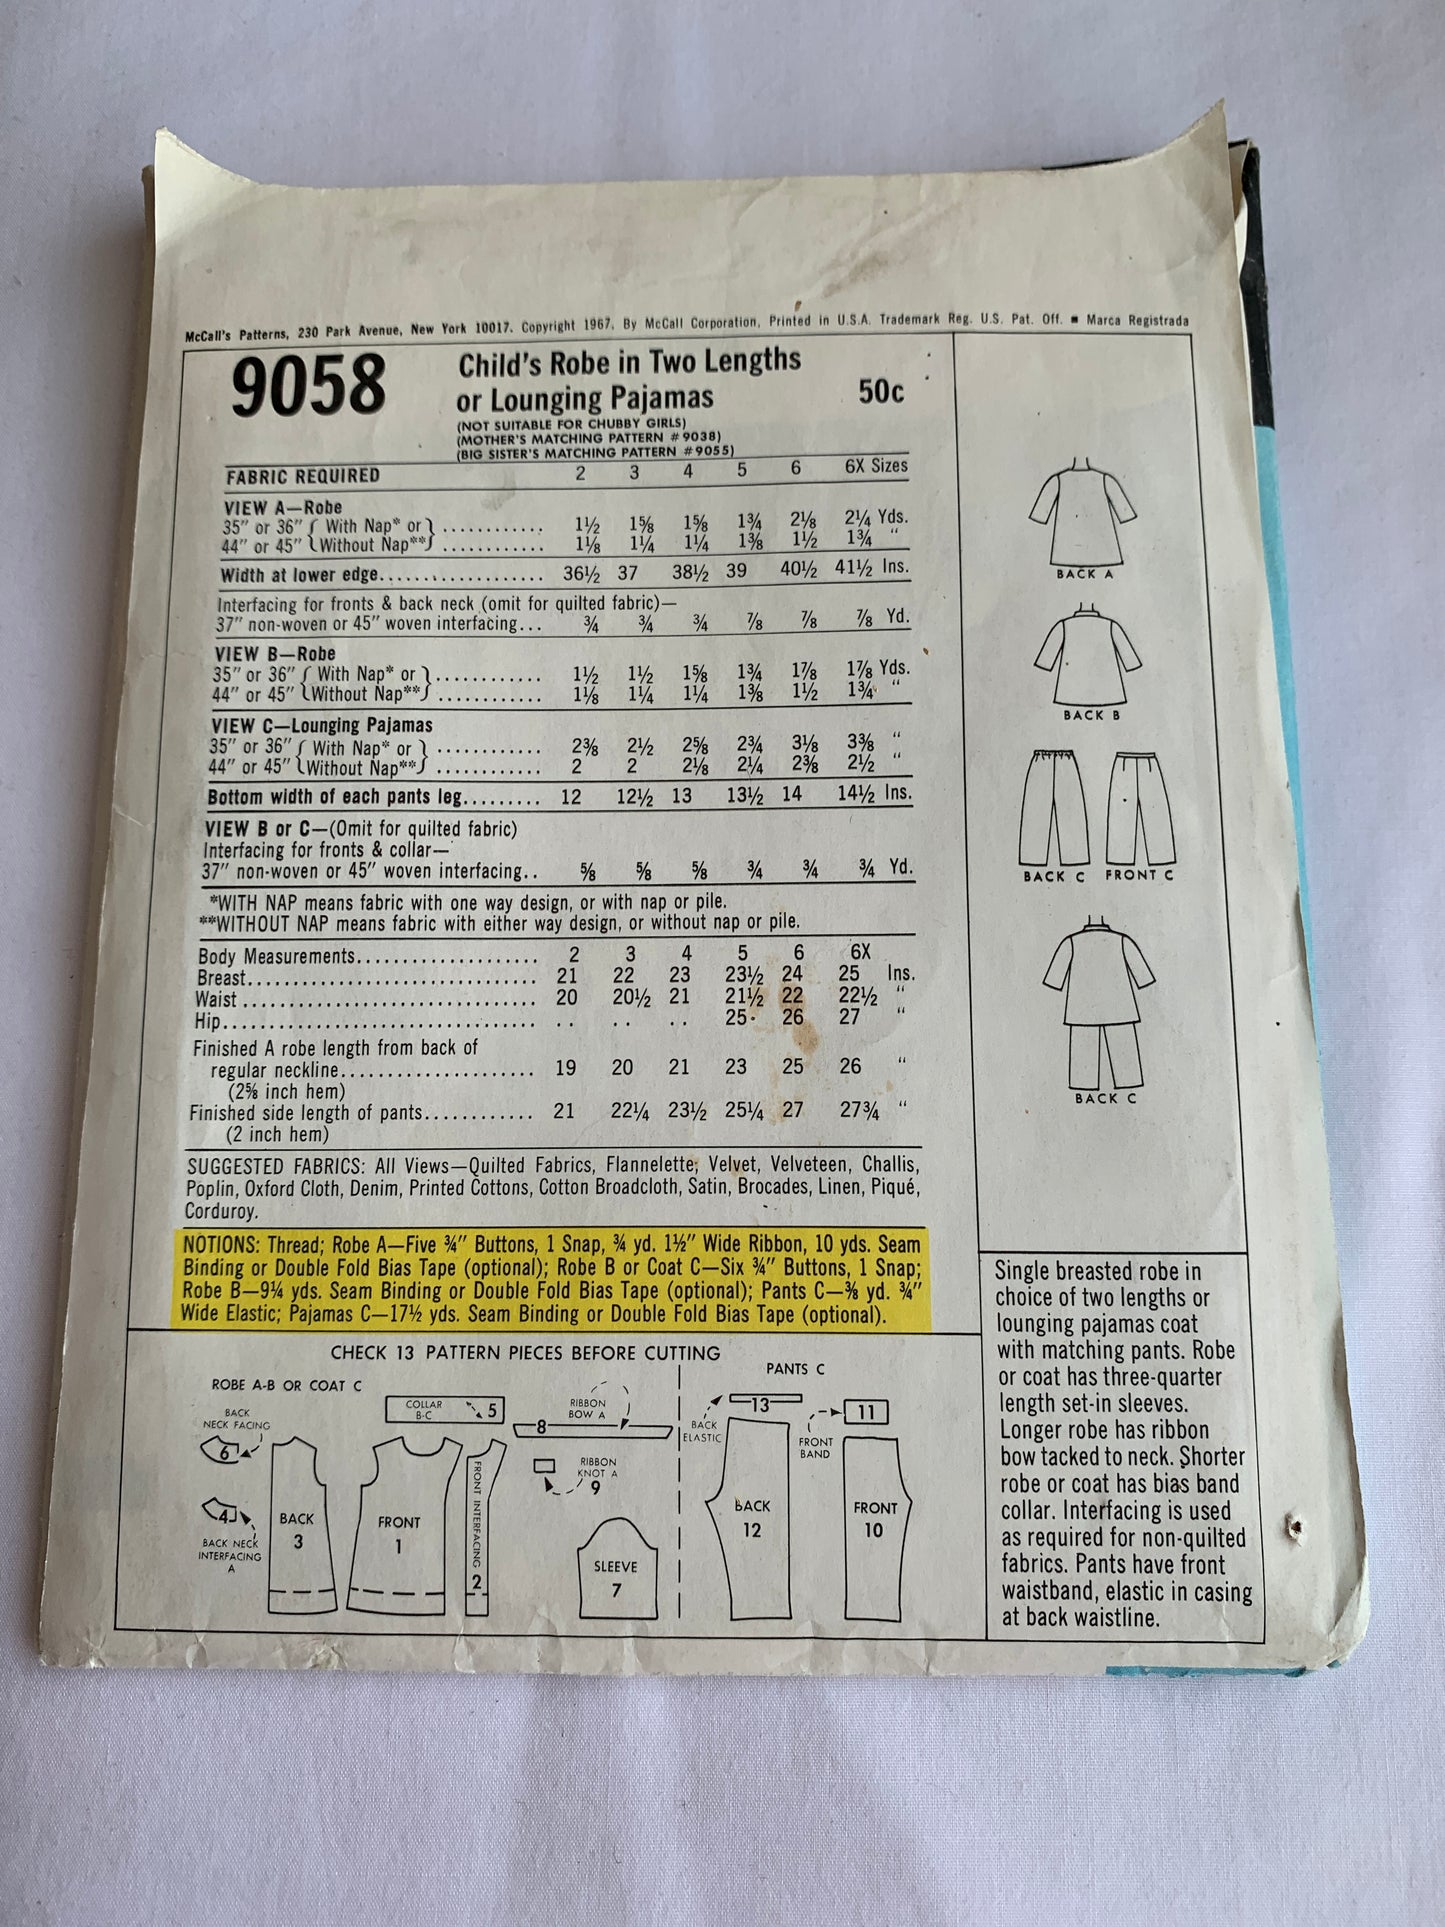 McCall's Patterns, 230 Park Avenue, New York 10017. Copyright 1967, By McCall Corporation, Printed in U.S.A. Trademark Reg. U.S. Pat. Off. ■ Marca Registrada
9058 Child's Robe in Two Lengths
or Lounging Pajamas 50c
(NOT SUITABLE FOR CHUBBY GIRLS)
(MOTHER'S MATCHING PATTERN #9038)
(BIG SISTER'S MATCHING PATTERN #9055)
FABRIC REQUIRED 2 3 4 5 6 6X Sizes
VIEW A—Robe
35" or 36" { With Nap* or } ............ 1½ 1⅝ 1⅝ 1¾ 2⅛ 2¼ Yds.
44" or 45" { Without Nap** } ............ 1⅛ 1¼ 1¼ 1⅜ 1½ 1¾ "
Width at lower edge.................. 36½ 37 38½ 39 40½ 41½ Ins.
Interfacing for fronts & back neck (omit for quilted fabric)—
37" non-woven or 45" woven interfacing... ¾ ¾ ¾ ⅞ ⅞ ⅞ Yd.
VIEW B—Robe
35" or 36" { With Nap* or } ............ 1½ 1½ 1⅝ 1¾ 1⅞ 1⅞ Yds.
44" or 45" { Without Nap** } ............ 1⅛ 1¼ 1¼ 1⅜ 1½ 1¾ "
VIEW C—Lounging Pajamas
35" or 36" { With Nap* or } ............ 2⅜ 2½ 2⅝ 2¾ 3⅛ 3⅜ "
44" or 45" { Without Nap** } ............ 2 2 2⅛ 2¼ 2⅜ 2½ "
Bottom width of each pants leg......... 12 12½ 13 13½ 14 14½ Ins.
VIEW B or C—(Omit for quilted fabric)
Interfacing for fronts & collar—
37" non-woven or 45" woven interfacing.. ⅝ ⅝ ⅝ ¾ ¾ ¾ Yd.
*WITH NAP means fabric with one way design, or with nap or pile.
**WITHOUT NAP means fabric with either way design, or without nap or pile.
Body Measurements.................... 2 3 4 5 6 6X
Breast................................ 21 22 23 23½ 24 25 Ins.
Waist ................................ 20 20½ 21 21½ 22 22½ "
Hip................................... .. .. .. 25 26 27 "
Finished A robe length from back of
regular neckline..................... 19 20 21 23 25 26 "
(2⅝ inch hem)
Finished side length of pants............ 21 22¼ 23½ 25¼ 27 27¾ "
(2 inch hem)
SUGGESTED FABRICS: All Views—Quilted Fabrics, Flannelette, Velvet, Velveteen, Challis,
Poplin, Oxford Cloth, Denim, Printed Cottons, Cotton Broadcloth, Satin, Brocades, Linen, Piqué,
Corduroy.
NOTIONS: Thread; Robe A—Five ¾" Buttons, 1 Snap, ¾ yd. 1½" Wide Ribbon, 10 yds. Seam
Binding or Double Fold Bias Tape (optional); Robe B or Coat C—Six ¾" Buttons, 1 Snap;
Robe B—9¼ yds. Seam Binding or Double Fold Bias Tape (optional); Pants C—⅜ yd. ¾"
Wide Elastic; Pajamas C—17½ yds. Seam Binding or Double Fold Bias Tape (optional).
BACK A
BACK B
BACK C FRONT C
BACK C
CHECK 13 PATTERN PIECES BEFORE CUTTING
ROBE A-B OR COAT C
BACK
NECK FACING
6
4
BACK NECK
INTERFACING
A
BACK
3
COLLAR
B-C
5
FRONT
1
FRONT INTERFACING
2
RIBBON
BOW A
8
RIBBON
KNOT A
9
SLEEVE
7
PANTS C
13
BACK
ELASTIC
11
FRONT
BAND
BACK
12
FRONT
10
Single breasted robe in
choice of two lengths or
lounging pajamas coat
with matching pants. Robe
or coat has three-quarter
length set-in sleeves.
Longer robe has ribbon
bow tacked to neck. Shorter
robe or coat has bias band
collar. Interfacing is used
as required for non-quilted
fabrics. Pants have front
waistband, elastic in casing
at back waistline.